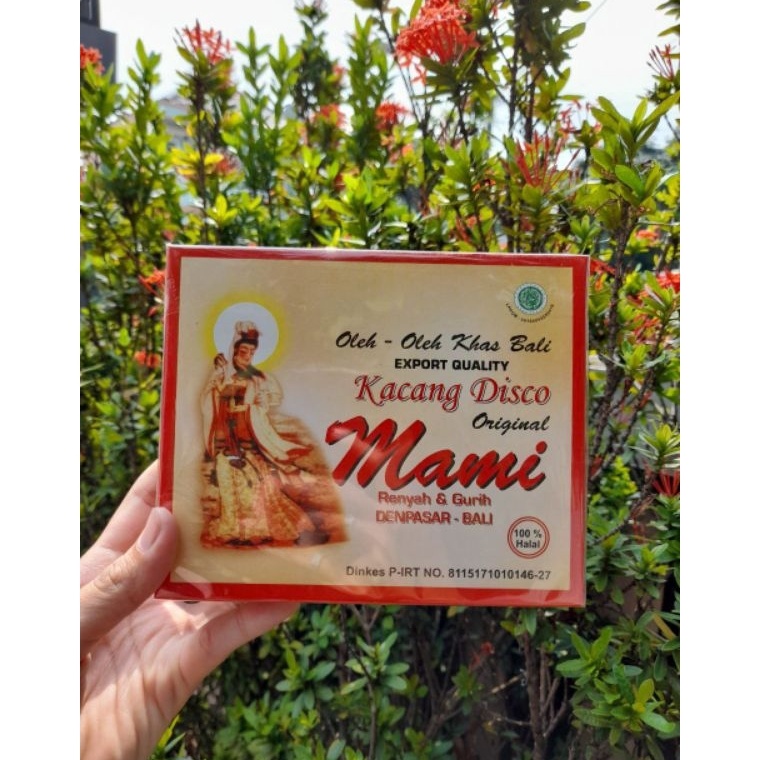 Oleh - Oleh Khas Bali
EXPORT QUALITY
Kacang Disco
Original
Mami
Renyah & Gurih
DENPASAR - BALI
100 %
Halal
Dinkes P-IRT NO. 8115171010146-27